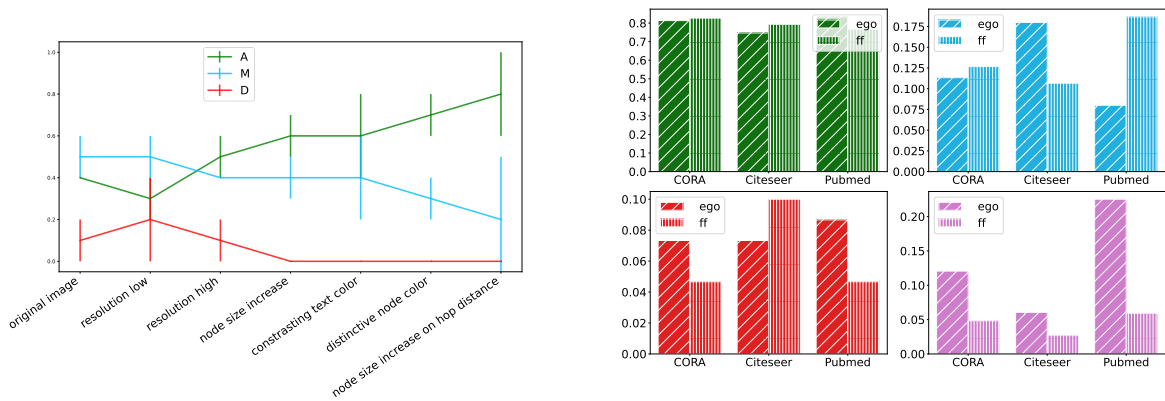 1.0
0.8
0.6
0.4
0.2
0.0
A
M
D
original image
resolution low
resolution high
node size increase
constrasting text color
distinctive node color
node size increase on hop distance
0.8
0.7
0.6
0.5
0.4
0.3
0.2
0.1
0.0
ego
ff
CORA Citeseer Pubmed
0.175
0.150
0.125
0.100
0.075
0.050
0.025
0.000
ego
ff
CORA Citeseer Pubmed
0.10
0.08
0.06
0.04
0.02
0.00
ego
ff
CORA Citeseer Pubmed
0.20
0.15
0.10
0.05
0.00
ego
ff
CORA Citeseer Pubmed